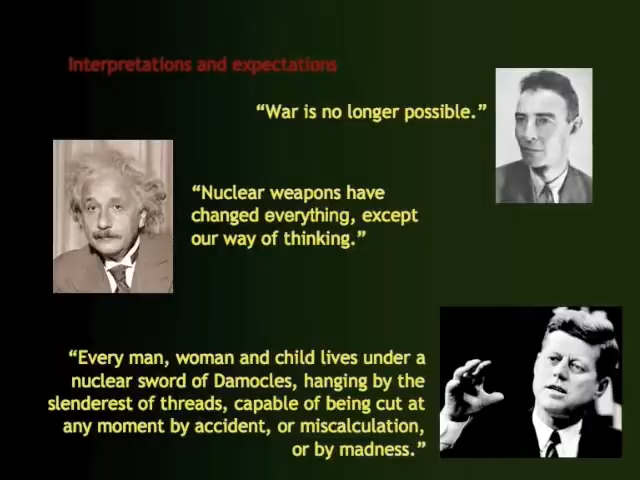 Interpretations and expectations
“War is no longer possible.”
“Nuclear weapons have
changed everything, except
our way of thinking.”
“Every man, woman and child lives under a
nuclear sword of Damocles, hanging by the
slenderest of threads, capable of being cut at
any moment by accident, or miscalculation,
or by madness.”